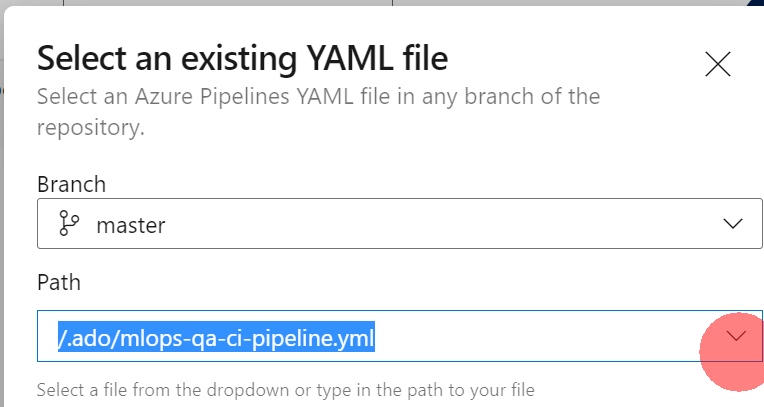 Select an existing YAML file
Select an Azure Pipelines YAML file in any branch of the
repository.
Branch
master
Path
/.ado/mlops-qa-ci-pipeline.yml
Select a file from the dropdown or type in the path to your file